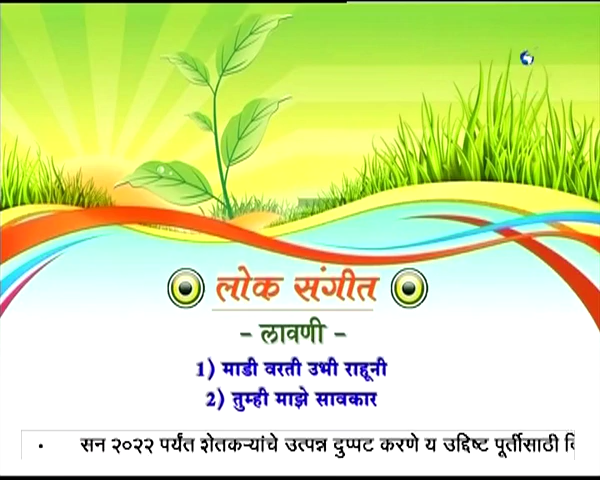 लोक संगीत
- लावणी -
1) माडी वरती उभी राहूनी
2) तुम्ही माझे सावकार
• सन २०२२ पर्यंत शेतकऱ्यांचे उत्पन्न दुप्पट करणे य उद्दिष्ट पूर्तीसाठी